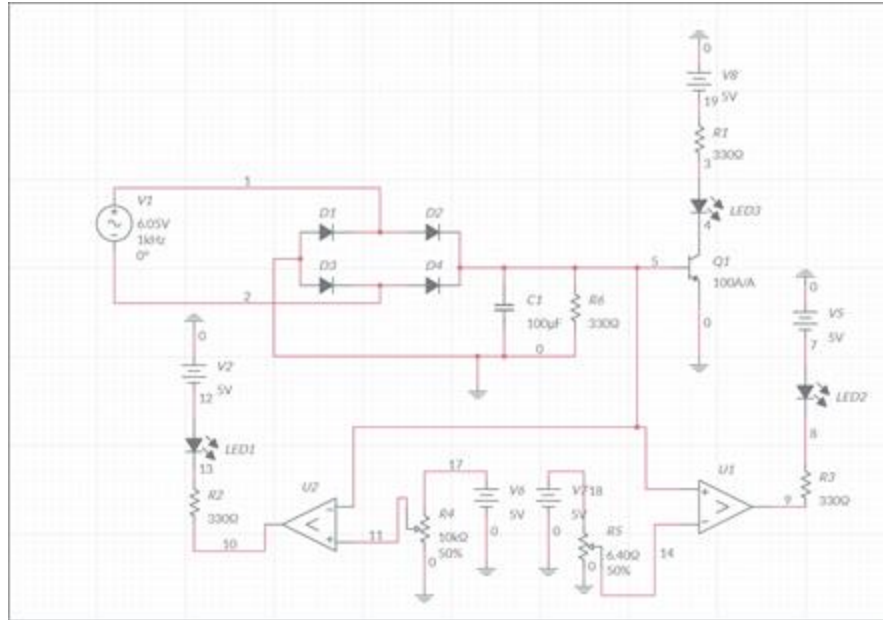 0
V8
19 5V
R1
330Ω
3
LED3
4
1
V1
6.05V
1kHz
0°
D1
D2
D3
D4
5
Q1
100A/A
2
C1
100µF
R6
330Ω
0
0
0
V5
5V
7
0
V2
5V
12
LED2
8
LED1
13
R2
330Ω
10
U2
17
V6
5V
V7 18
5V
U1
R3
330Ω
9
11
R4
10kΩ
50%
0
0
0
R5
6.40Ω
50%
0
14